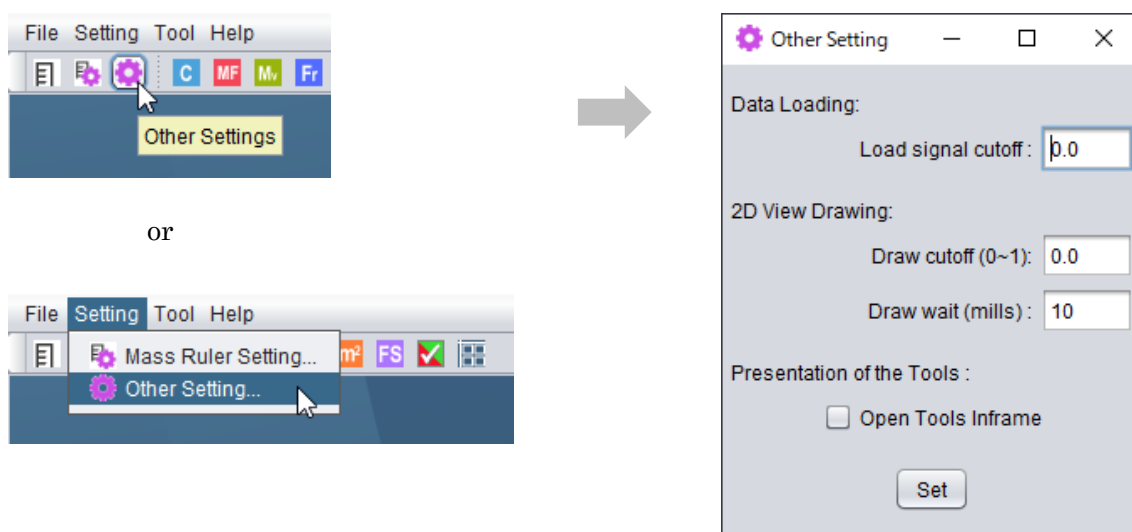 File Setting Tool Help
C MF Mv Fr
Other Settings
or
File Setting Tool Help
Mass Ruler Setting...
m² FS
Other Setting...
Other Setting
Data Loading:
Load signal cutoff : 0.0
2D View Drawing:
Draw cutoff (0~1): 0.0
Draw wait (mills) : 10
Presentation of the Tools :
Open Tools Inframe
Set